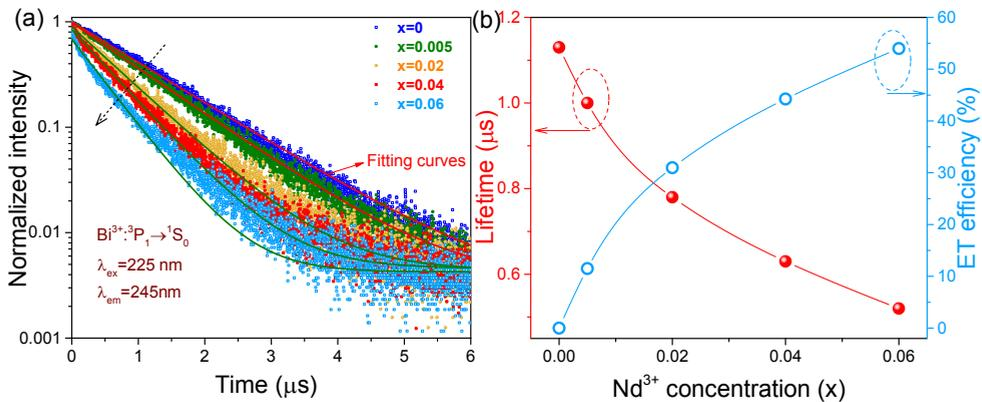 (a)
Normalized intensity
1
0.1
0.01
0.001
x=0
x=0.005
x=0.02
x=0.04
x=0.06
Fitting curves
Bi³⁺:³P₁→¹S₀
λex=225 nm
λem=245nm
0 1 2 3 4 5 6
Time (μs)
(b)
Lifetime (μs)
1.2
1.0
0.8
0.6
60
50
40
30
20
10
0
ET efficiency (%)
0.00 0.02 0.04 0.06
Nd³⁺ concentration (x)